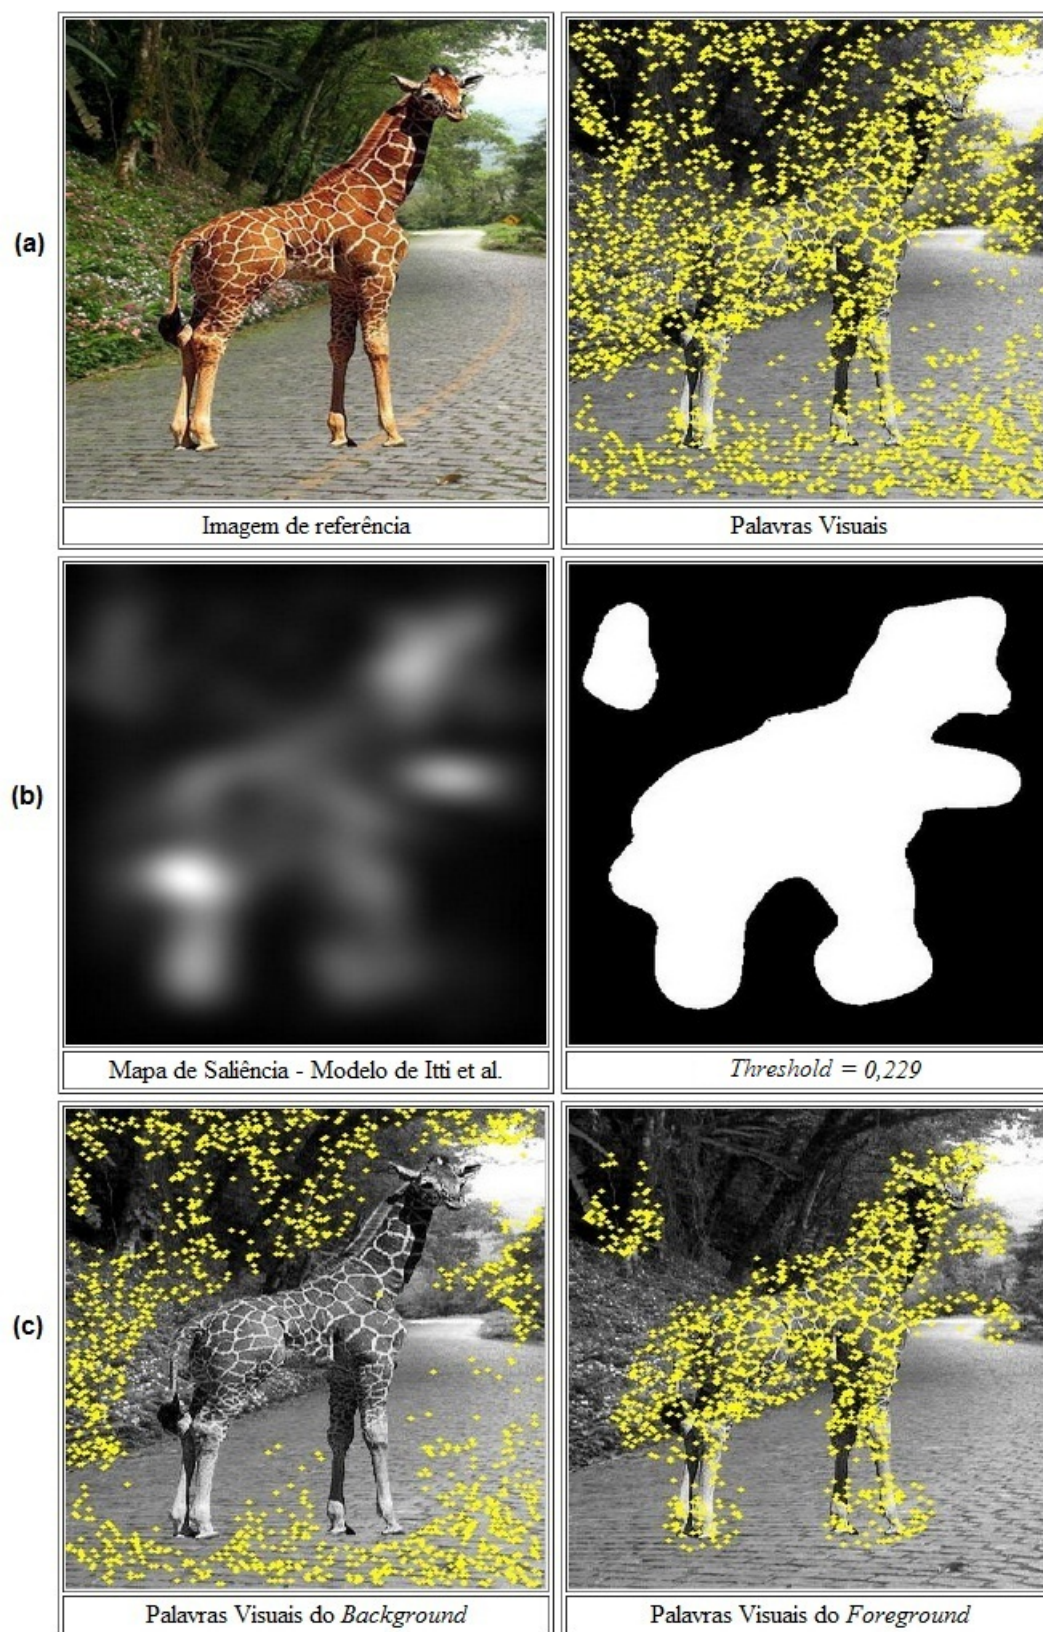 (a)
Imagem de referência
Palavras Visuais
(b)
Mapa de Saliência - Modelo de Itti et al.
Threshold = 0,229
(c)
Palavras Visuais do Background
Palavras Visuais do Foreground